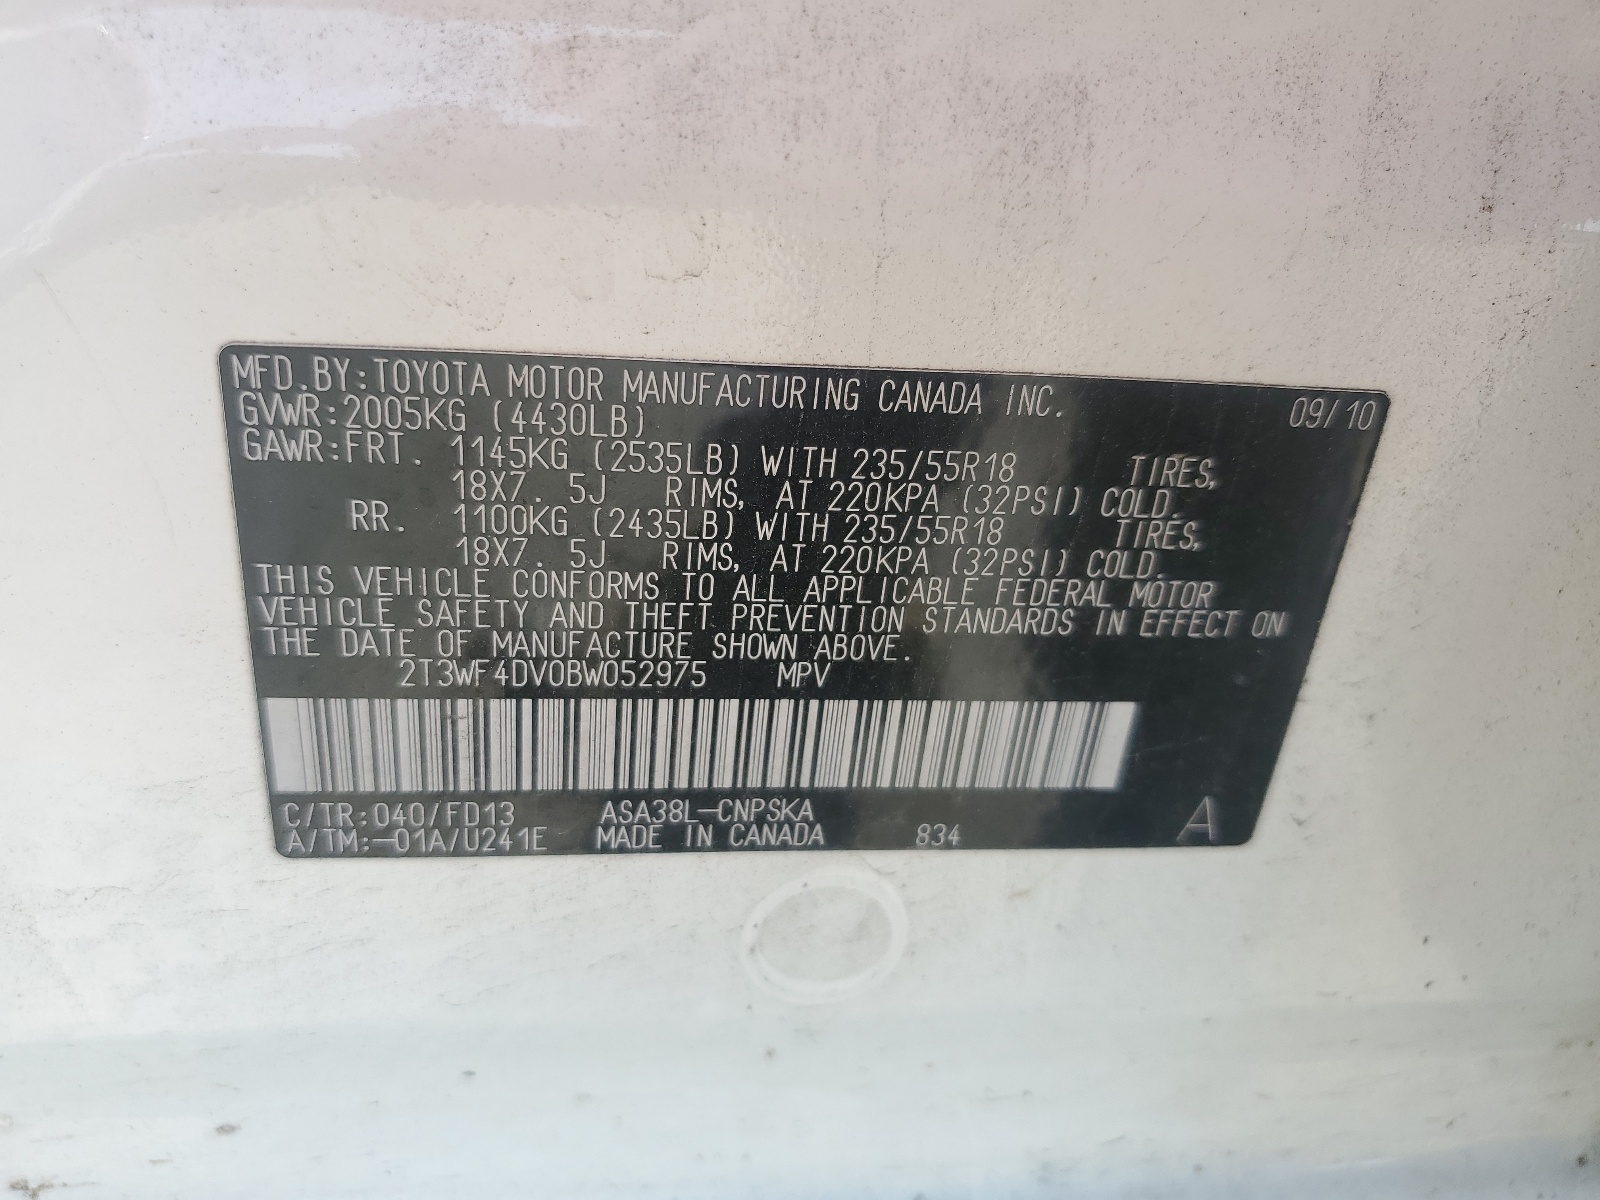 MFD.BY:TOYOTA MOTOR MANUFACTURING CANADA INC. 09/10
GVWR:2005KG (4430LB)
GAWR:FRT. 1145KG (2535LB) WITH 235/55R18 TIRES,
18X7.5J RIMS, AT 220KPA (32PSI) COLD.
RR. 1100KG (2435LB) WITH 235/55R18 TIRES,
18X7.5J RIMS, AT 220KPA (32PSI) COLD.
THIS VEHICLE CONFORMS TO ALL APPLICABLE FEDERAL MOTOR
VEHICLE SAFETY AND THEFT PREVENTION STANDARDS IN EFFECT ON
THE DATE OF MANUFACTURE SHOWN ABOVE.
2T3WF4DV0BW052975 MPV
C/TR:040/FD13 ASA38L-CNPSKA
A/TM:-01A/U241E MADE IN CANADA 834 A